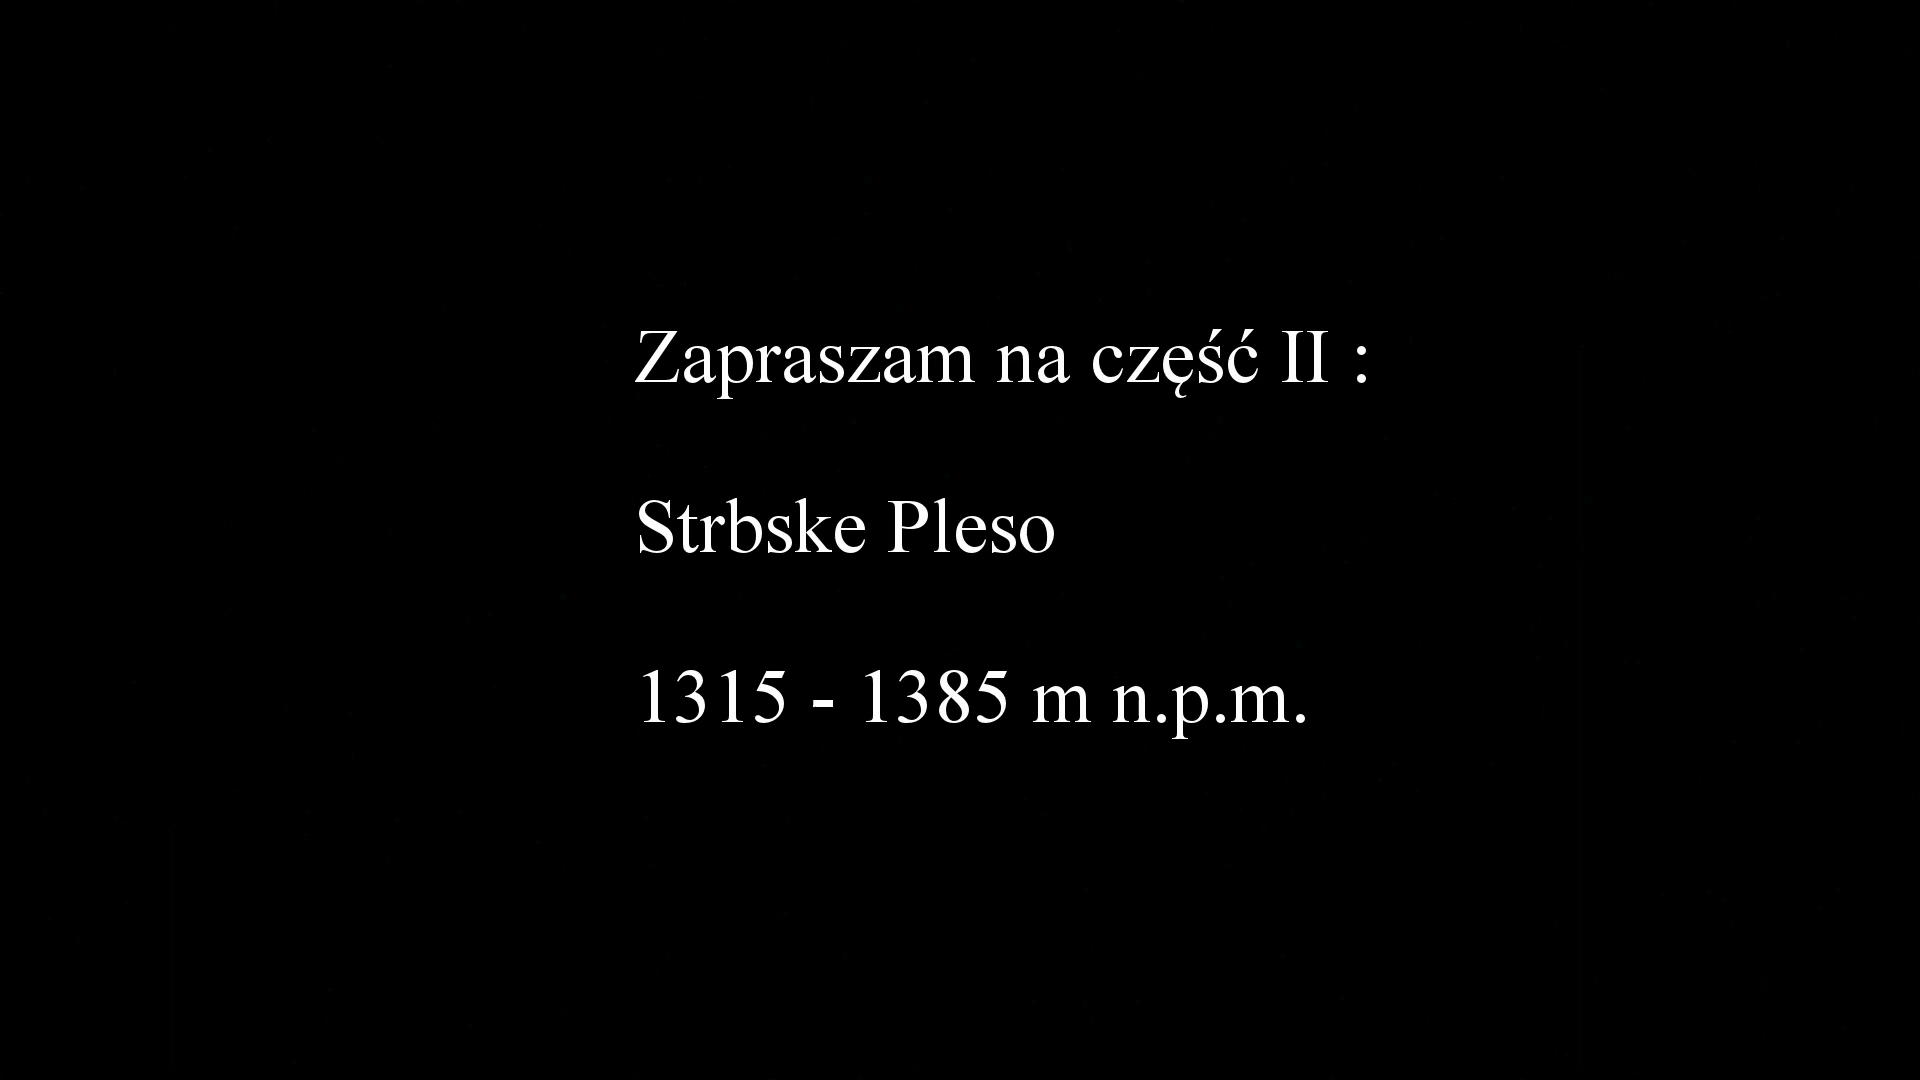 Zapraszam na część II :
Strbske Pleso
1315 - 1385 m n.p.m.